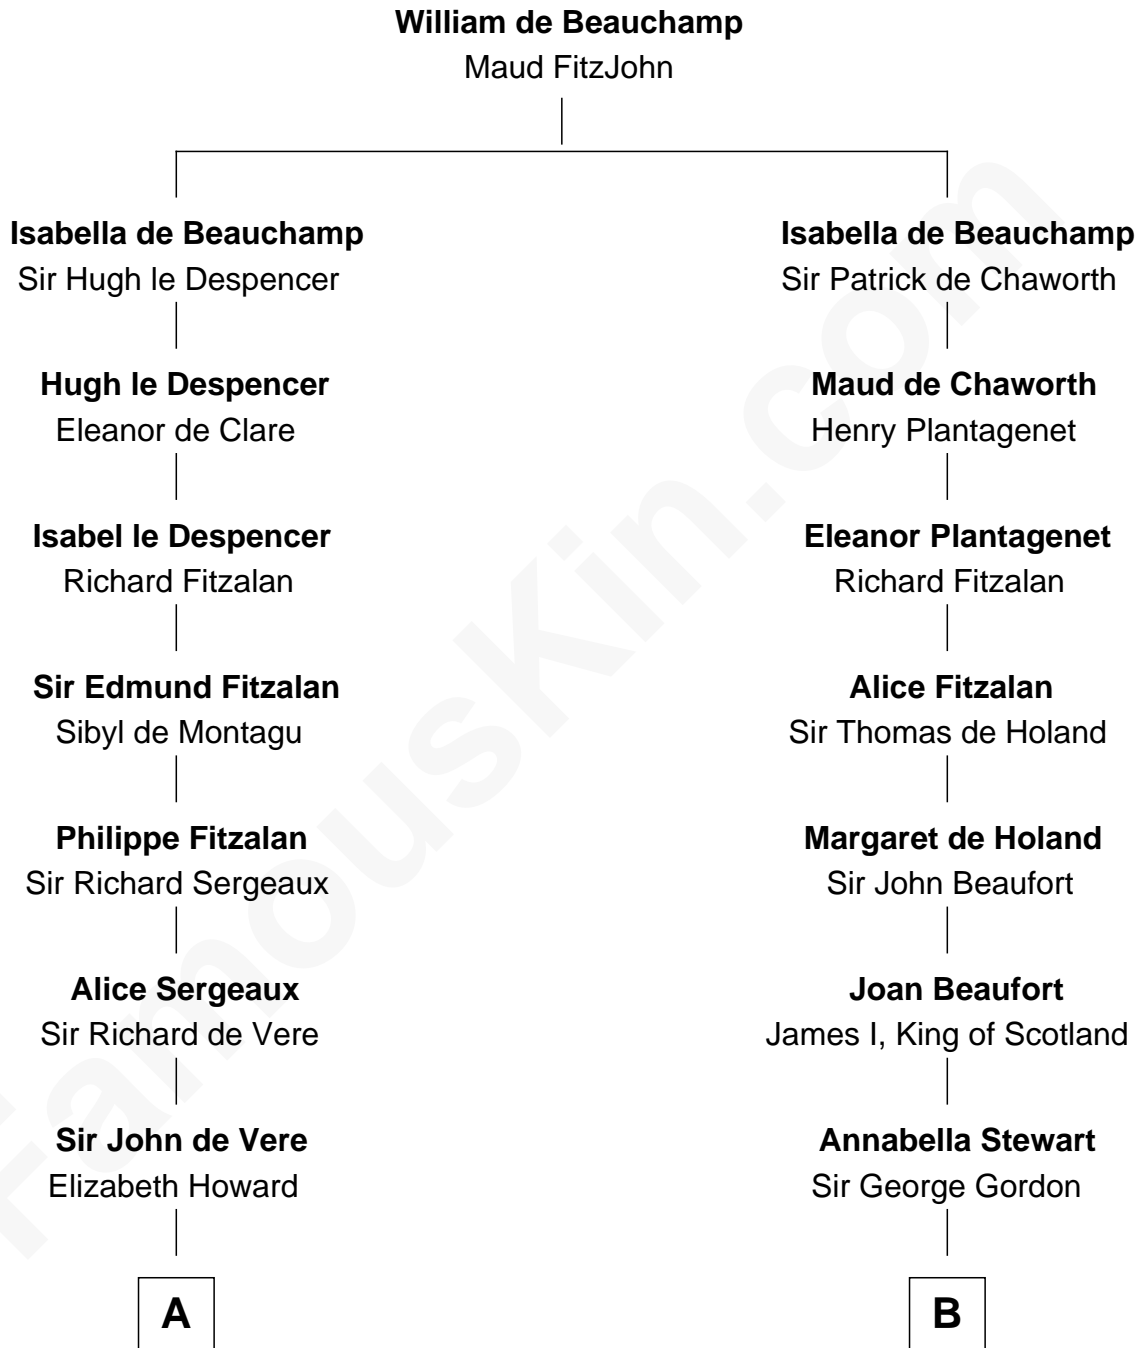 William de Beauchamp
Maud FitzJohn
Isabella de Beauchamp
Sir Hugh le Despencer
Isabella de Beauchamp
Sir Patrick de Chaworth
Hugh le Despencer
Eleanor de Clare
Maud de Chaworth
Henry Plantagenet
Isabel le Despencer
Richard Fitzalan
Eleanor Plantagenet
Richard Fitzalan
Sir Edmund Fitzalan
Sibyl de Montagu
Alice Fitzalan
Sir Thomas de Holand
Philippe Fitzalan
Sir Richard Sergeaux
Margaret de Holand
Sir John Beaufort
Alice Sergeaux
Sir Richard de Vere
Joan Beaufort
James I, King of Scotland
Sir John de Vere
Elizabeth Howard
Annabella Stewart
Sir George Gordon
A
B
FamousKin.com